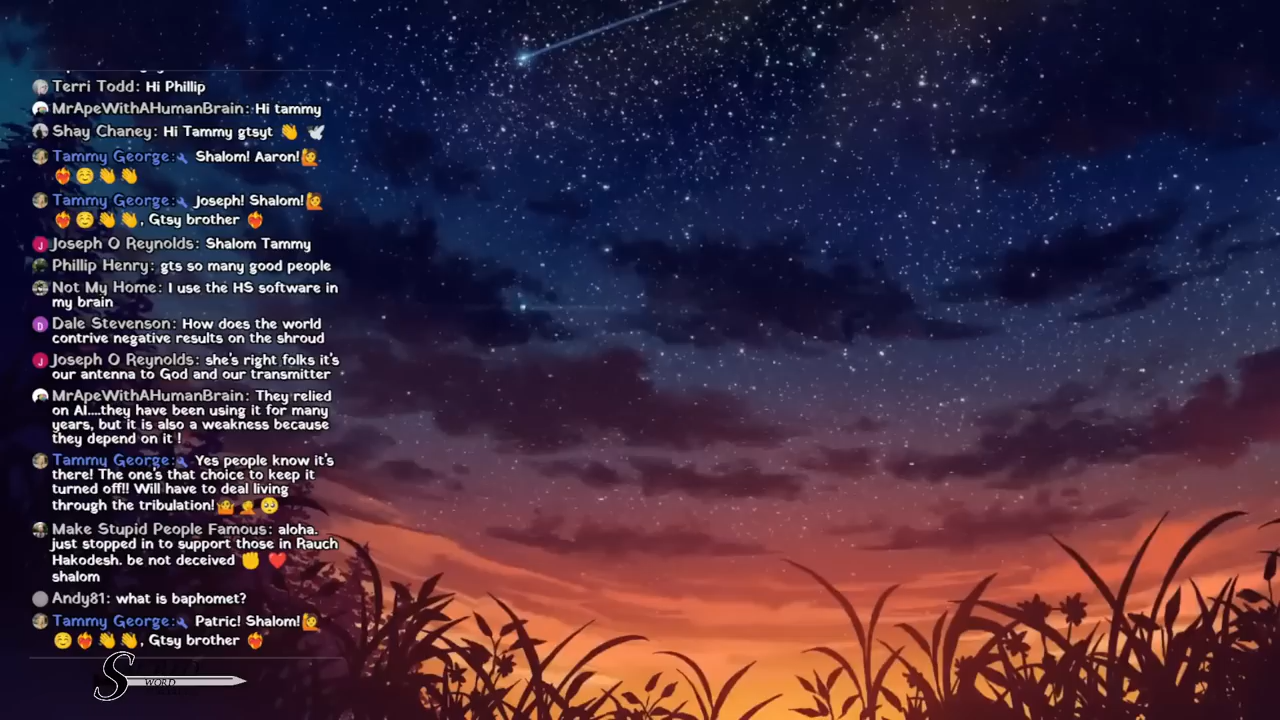 Terri Todd: Hi Phillip
MrApeWithAHumanBrain: Hi tammy
Shay Chaney: Hi Tammy gtsyt 👋 🕊️
Tammy George: Shalom! Aaron!🙋
❤️‍🔥 ☺️ 👋 👋
Tammy George: Joseph! Shalom!🙋
❤️‍🔥 ☺️ 👋 👋, Gtsy brother ❤️‍🔥
J Joseph O Reynolds: Shalom Tammy
Phillip Henry: gts so many good people
Not My Home: I use the HS software in
my brain
D Dale Stevenson: How does the world
contrive negative results on the shroud
J Joseph O Reynolds: she's right folks it's
our antenna to God and our transmitter
MrApeWithAHumanBrain: They relied
on AI....they have been using it for many
years, but it is also a weakness because
they depend on it !
Tammy George: Yes people know it's
there! The one's that choice to keep it
turned off!! Will have to deal living
through the tribulation!🤷 🤦 🥺
Make Stupid People Famous: aloha.
just stopped in to support those in Rauch
Hakodesh. be not deceived ✊ ❤️
shalom
Andy81: what is baphomet?
Tammy George: Patric! Shalom!🙋
☺️ ❤️‍🔥 👋 👋, Gtsy brother ❤️‍🔥
S WORD